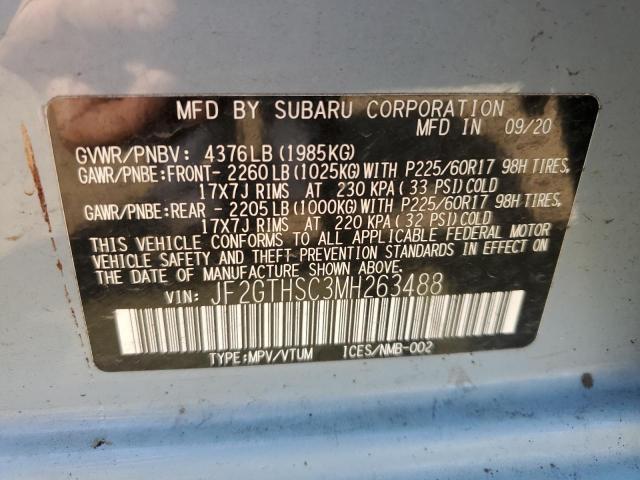 MFD BY SUBARU CORPORATION
MFD IN 09/20
GVWR/PNBV: 4376LB (1985KG)
GAWR/PNBE:FRONT- 2260 LB (1025KG) WITH P225/60R17 98H TIRES,
17X7J RIMS AT 230 KPA (33 PSI) COLD
GAWR/PNBE:REAR - 2205 LB (1000KG) WITH P225/60R17 98H TIRES,
17X7J RIMS AT 220 KPA (32 PSI) COLD
THIS VEHICLE CONFORMS TO ALL APPLICABLE FEDERAL MOTOR
VEHICLE SAFETY AND THEFT PREVENTION STANDARDS IN EFFECT ON
THE DATE OF MANUFACTURE SHOWN ABOVE.
VIN: JF2GTHSC3MH263488
TYPE:MPV/VTUM ICES/NMB-002